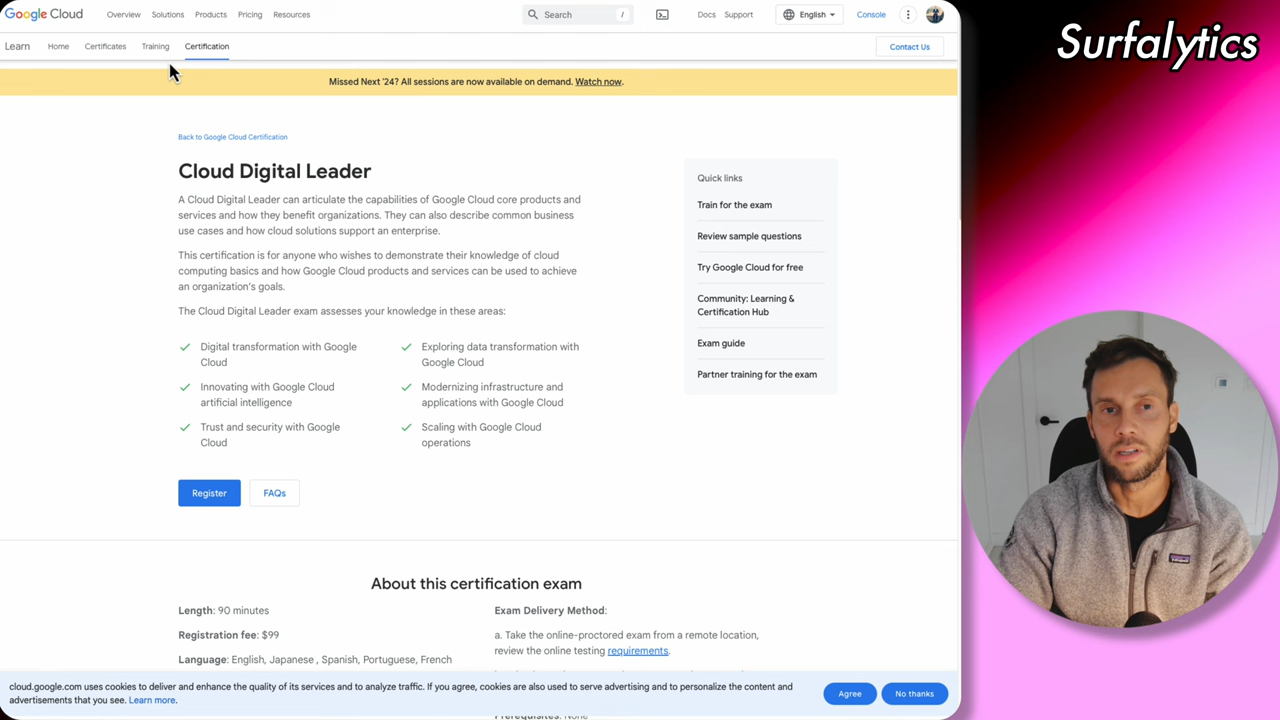 Google Cloud Overview Solutions Products Pricing Resources Search / Docs Support English Console
Surfalytics
Learn Home Certificates Training Certification Contact Us
Missed Next '24? All sessions are now available on demand. Watch now.
Back to Google Cloud Certification
Cloud Digital Leader
A Cloud Digital Leader can articulate the capabilities of Google Cloud core products and
services and how they benefit organizations. They can also describe common business
use cases and how cloud solutions support an enterprise.
This certification is for anyone who wishes to demonstrate their knowledge of cloud
computing basics and how Google Cloud products and services can be used to achieve
an organization's goals.
The Cloud Digital Leader exam assesses your knowledge in these areas:
Digital transformation with Google
Cloud
Exploring data transformation with
Google Cloud
Innovating with Google Cloud
artificial intelligence
Modernizing infrastructure and
applications with Google Cloud
Trust and security with Google
Cloud
Scaling with Google Cloud
operations
Register FAQs
Quick links
Train for the exam
Review sample questions
Try Google Cloud for free
Community: Learning &
Certification Hub
Exam guide
Partner training for the exam
About this certification exam
Length: 90 minutes
Registration fee: $99
Language: English, Japanese , Spanish, Portuguese, French
Exam Delivery Method:
a. Take the online-proctored exam from a remote location,
review the online testing requirements.
cloud.google.com uses cookies to deliver and enhance the quality of its services and to analyze traffic. If you agree, cookies are also used to serve advertising and to personalize the content and
advertisements that you see. Learn more.
Agree No thanks
Prerequisites: None